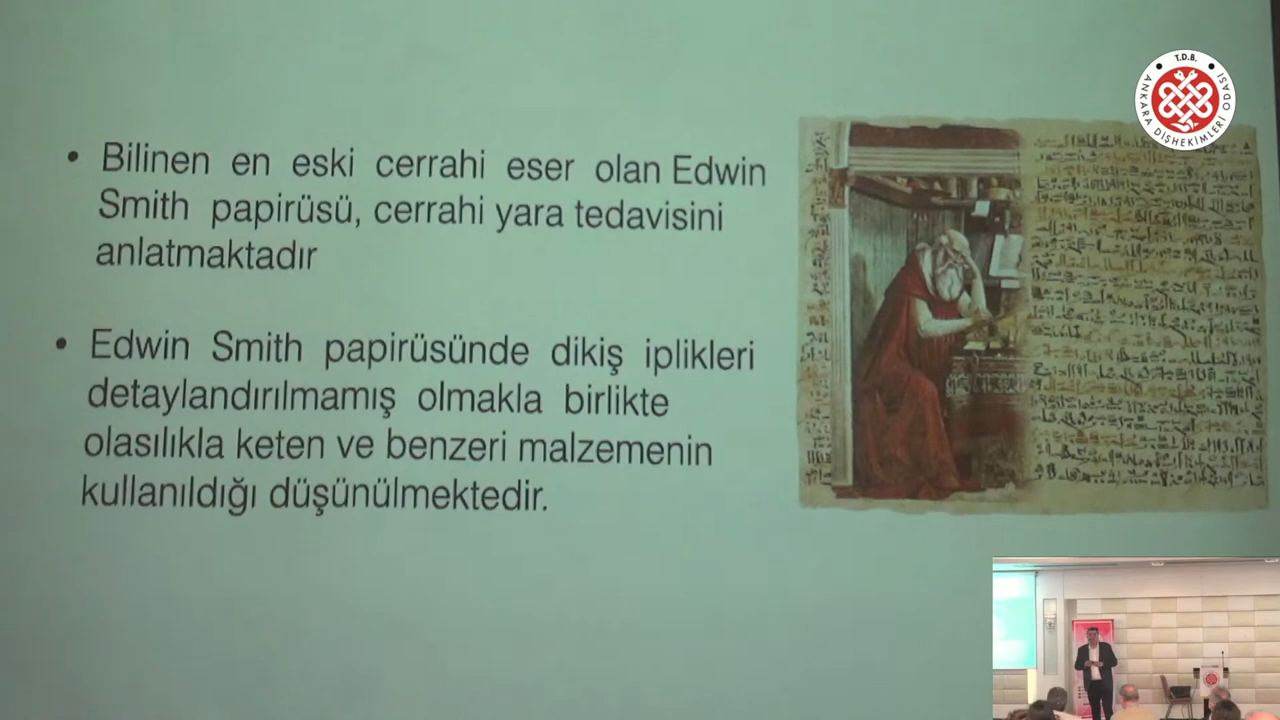 T.D.B.
ANKARA DİŞHEKİMLERİ ODASI
• Bilinen en eski cerrahi eser olan Edwin
Smith papirüsü, cerrahi yara tedavisini
anlatmaktadır
• Edwin Smith papirüsünde dikiş iplikleri
detaylandırılmamış olmakla birlikte
olasılıkla keten ve benzeri malzemenin
kullanıldığı düşünülmektedir.